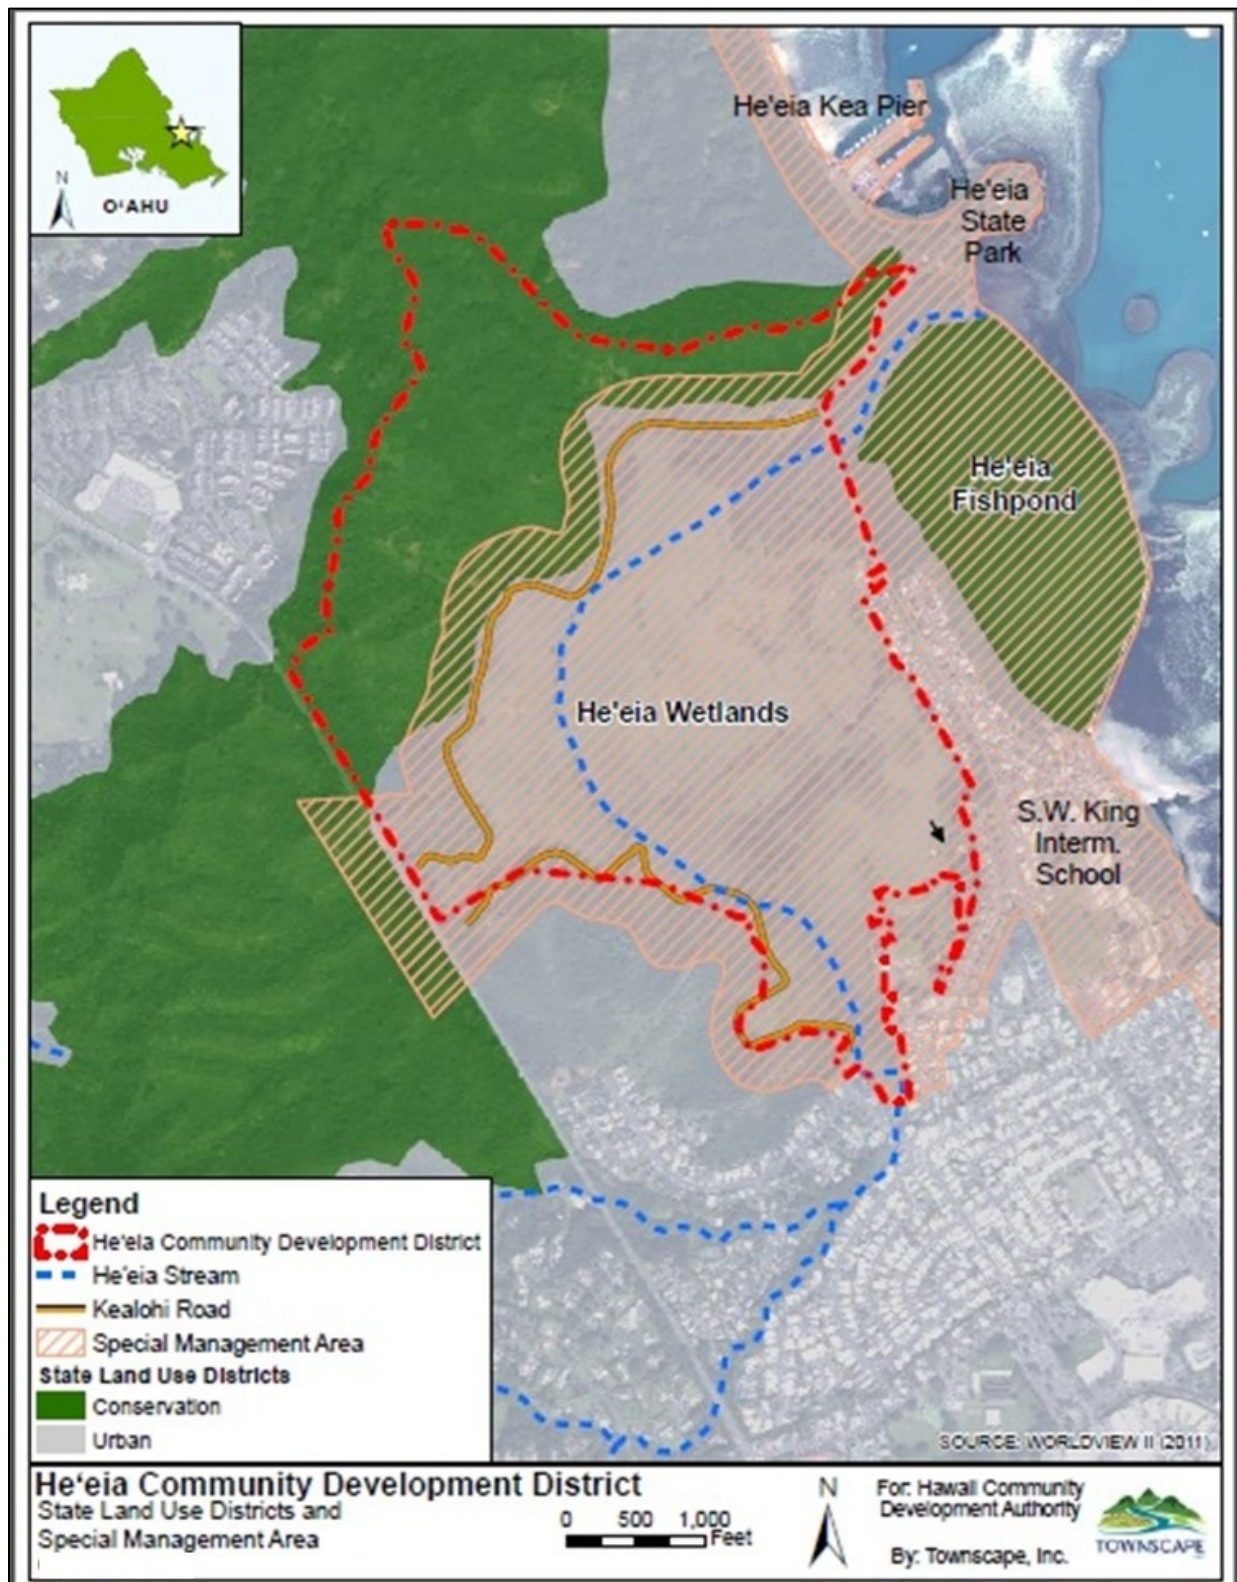 N
O‘AHU
He'eia Kea Pier
He'eia
State
Park
He'eia
Fishpond
He'eia Wetlands
S.W. King
Interm.
School
Legend
He'eia Community Development District
He'eia Stream
Kealohi Road
Special Management Area
State Land Use Districts
Conservation
Urban
SOURCE: WORLDVIEW II (2011)
He‘eia Community Development District
State Land Use Districts and
Special Management Area
0 500 1,000
Feet
N
For: Hawaii Community
Development Authority
By: Townscape, Inc.
TOWNSCAPE